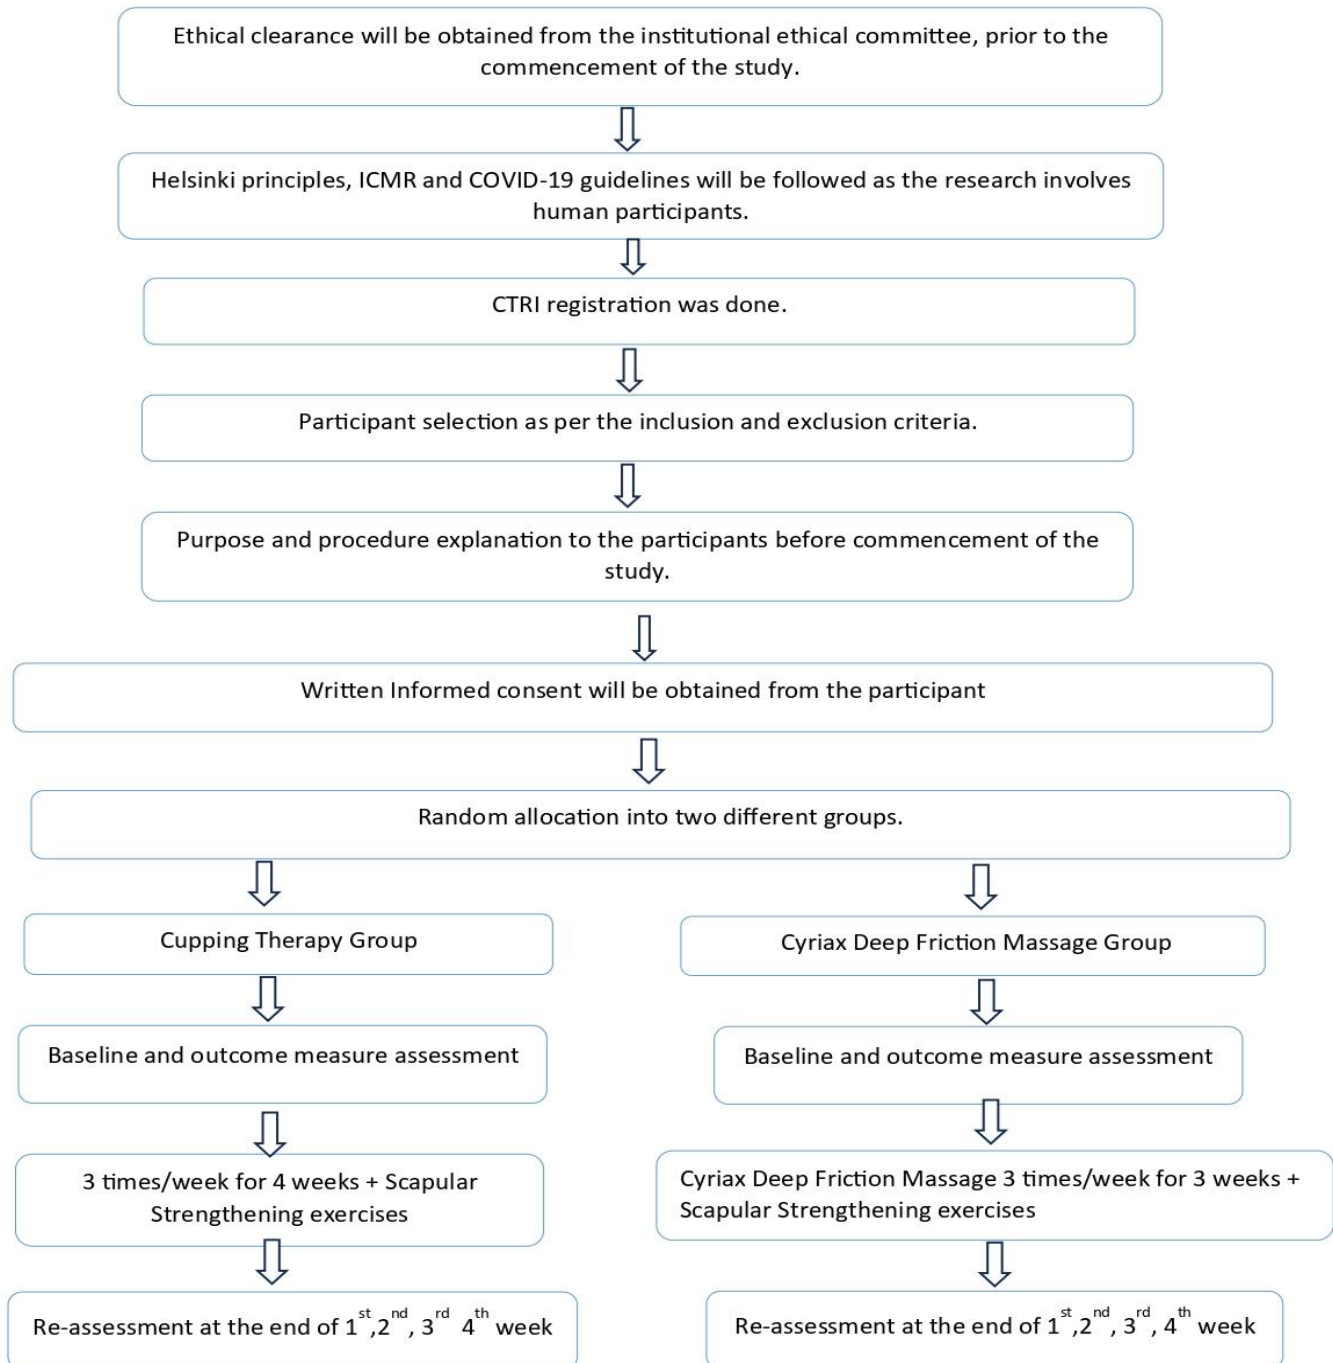 Ethical clearance will be obtained from the institutional ethical committee, prior to the
commencement of the study.
Helsinki principles, ICMR and COVID-19 guidelines will be followed as the research involves
human participants.
CTRI registration was done.
Participant selection as per the inclusion and exclusion criteria.
Purpose and procedure explanation to the participants before commencement of the
study.
Written Informed consent will be obtained from the participant
Random allocation into two different groups.
Cupping Therapy Group
Cyriax Deep Friction Massage Group
Baseline and outcome measure assessment
Baseline and outcome measure assessment
3 times/week for 4 weeks + Scapular
Strengthening exercises
Cyriax Deep Friction Massage 3 times/week for 3 weeks +
Scapular Strengthening exercises
Re-assessment at the end of 1st,2nd, 3rd 4th week
Re-assessment at the end of 1st,2nd, 3rd, 4th week